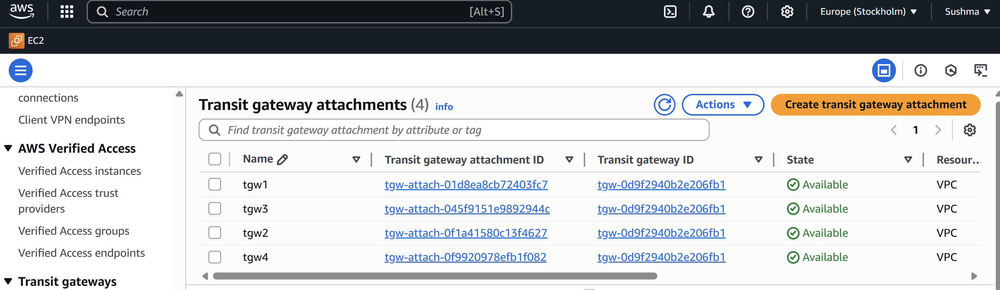 aws
Search [Alt+S]
Europe (Stockholm)
Sushma
EC2
connections
Client VPN endpoints
AWS Verified Access
Verified Access instances
Verified Access trust
providers
Verified Access groups
Verified Access endpoints
Transit gateways
Transit gateway attachments (4) info
Actions
Create transit gateway attachment
Find transit gateway attachment by attribute or tag
1
Name Transit gateway attachment ID Transit gateway ID State Resour...
tgw1 tgw-attach-01d8ea8cb72403fc7 tgw-0d9f2940b2e206fb1 Available VPC
tgw3 tgw-attach-045f9151e9892944c tgw-0d9f2940b2e206fb1 Available VPC
tgw2 tgw-attach-0f1a41580c13f4627 tgw-0d9f2940b2e206fb1 Available VPC
tgw4 tgw-attach-0f9920978efb1f082 tgw-0d9f2940b2e206fb1 Available VPC